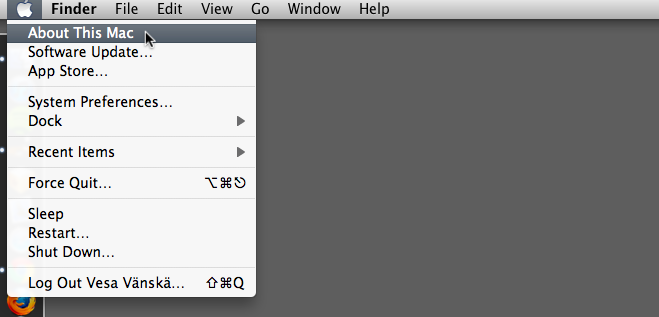 Finder File Edit View Go Window Help
About This Mac
Software Update...
App Store...
System Preferences...
Dock
Recent Items
Force Quit... ⌥⌘⎋
Sleep
Restart...
Shut Down...
Log Out Vesa Vänskä... ⇧⌘Q